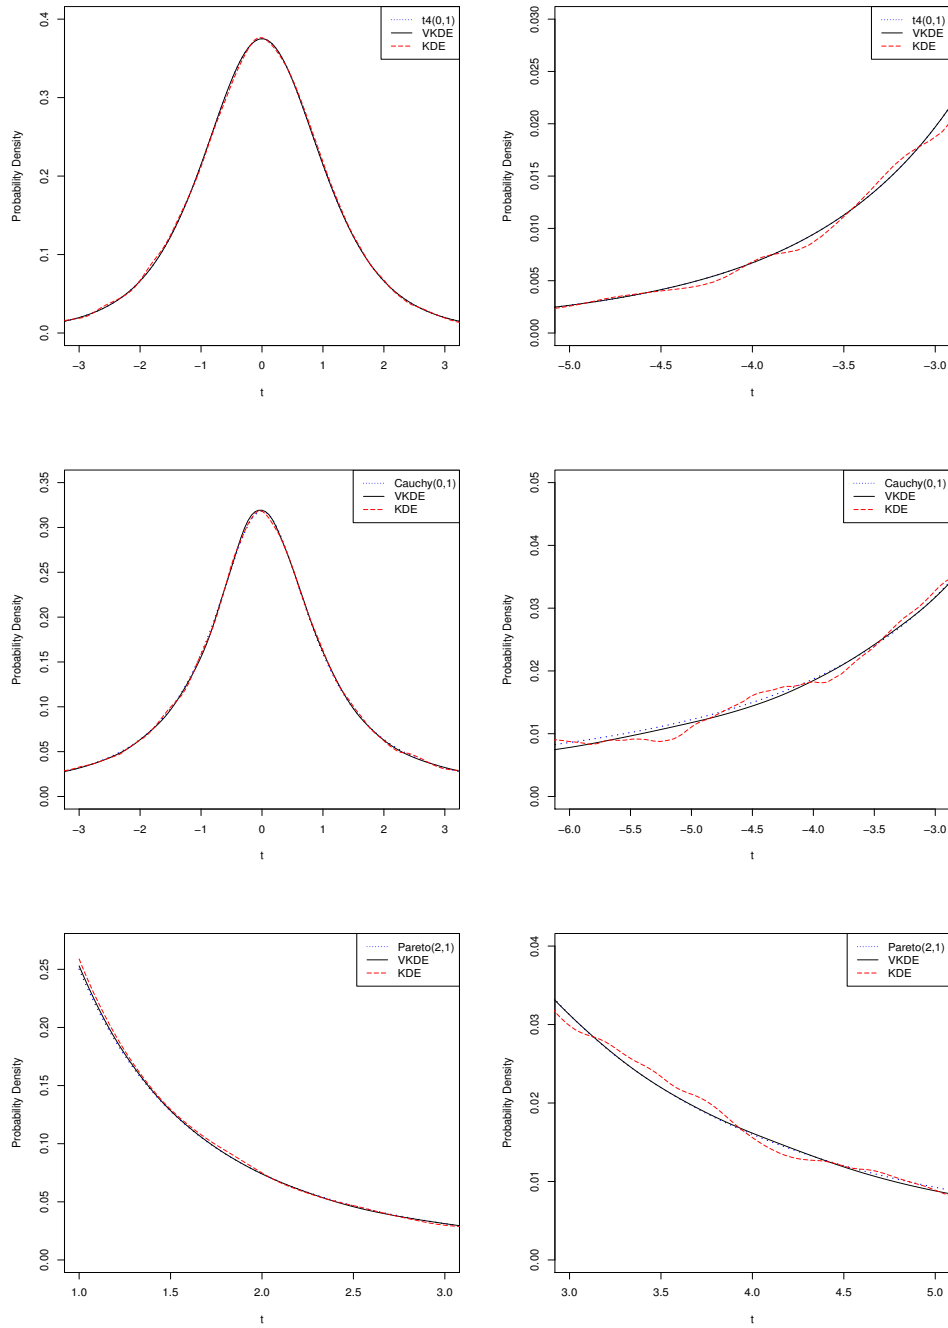 t4(0,1)
VKDE
KDE
Probability Density
0.0
0.1
0.2
0.3
0.4
−3
−2
−1
0
1
2
3
t
t4(0,1)
VKDE
KDE
Probability Density
0.000
0.005
0.010
0.015
0.020
0.025
0.030
−5.0
−4.5
−4.0
−3.5
−3.0
t
Cauchy(0,1)
VKDE
KDE
Probability Density
0.00
0.05
0.10
0.15
0.20
0.25
0.30
0.35
−3
−2
−1
0
1
2
3
t
Cauchy(0,1)
VKDE
KDE
Probability Density
0.00
0.01
0.02
0.03
0.04
0.05
−6.0
−5.5
−5.0
−4.5
−4.0
−3.5
−3.0
t
Pareto(2,1)
VKDE
KDE
Probability Density
0.00
0.05
0.10
0.15
0.20
0.25
1.0
1.5
2.0
2.5
3.0
t
Pareto(2,1)
VKDE
KDE
Probability Density
0.00
0.01
0.02
0.03
0.04
3.0
3.5
4.0
4.5
5.0
t